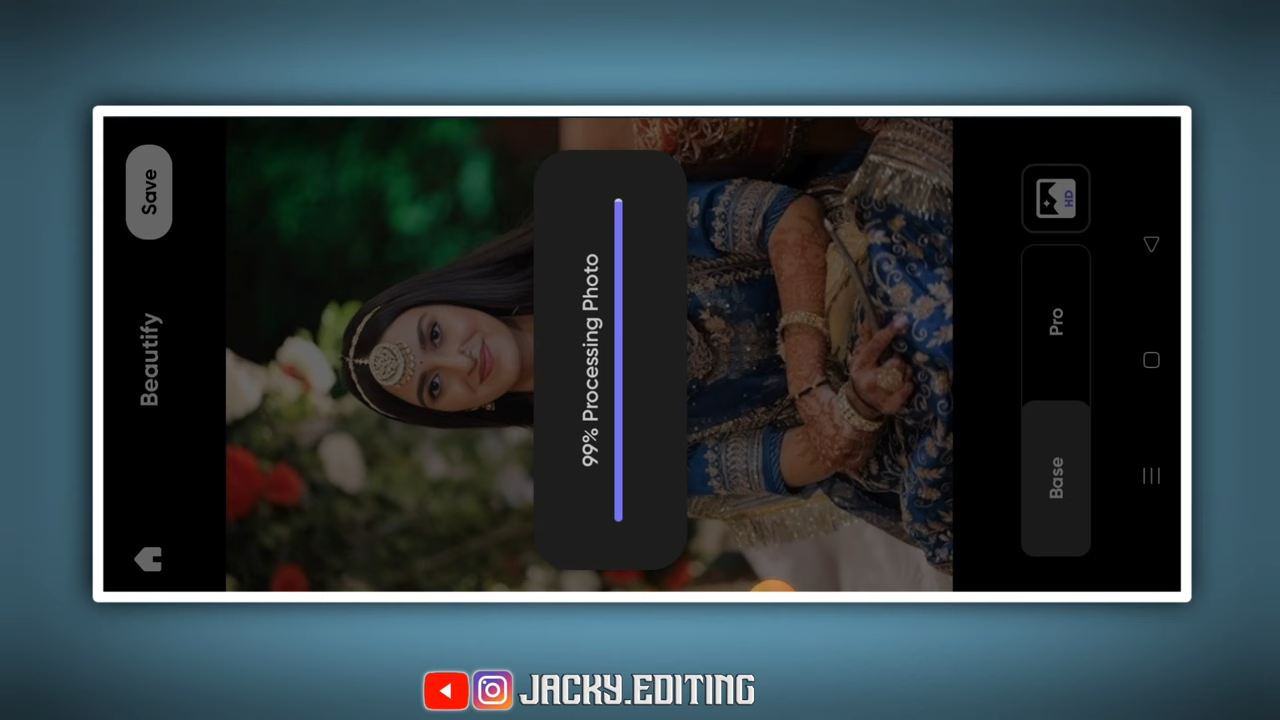 Save
Beautify
99% Processing Photo
HD
Pro
Base
JACKY.EDITING